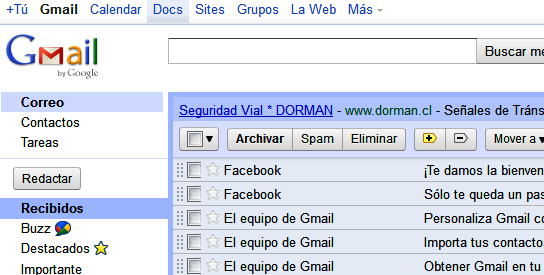 +Tú Gmail Calendar Docs Sites Grupos La Web Más
Gmail
by Google
Buscar me
Correo
Contactos
Tareas
Redactar
Recibidos
Buzz
Destacados
Importante
Seguridad Vial * DORMAN - www.dorman.cl - Señales de Tráns
Archivar Spam Eliminar Mover a
Facebook ¡Te damos la bienven
Facebook Sólo te queda un pas
El equipo de Gmail Personaliza Gmail co
El equipo de Gmail Importa tus contacto
El equipo de Gmail Obtener Gmail en tu